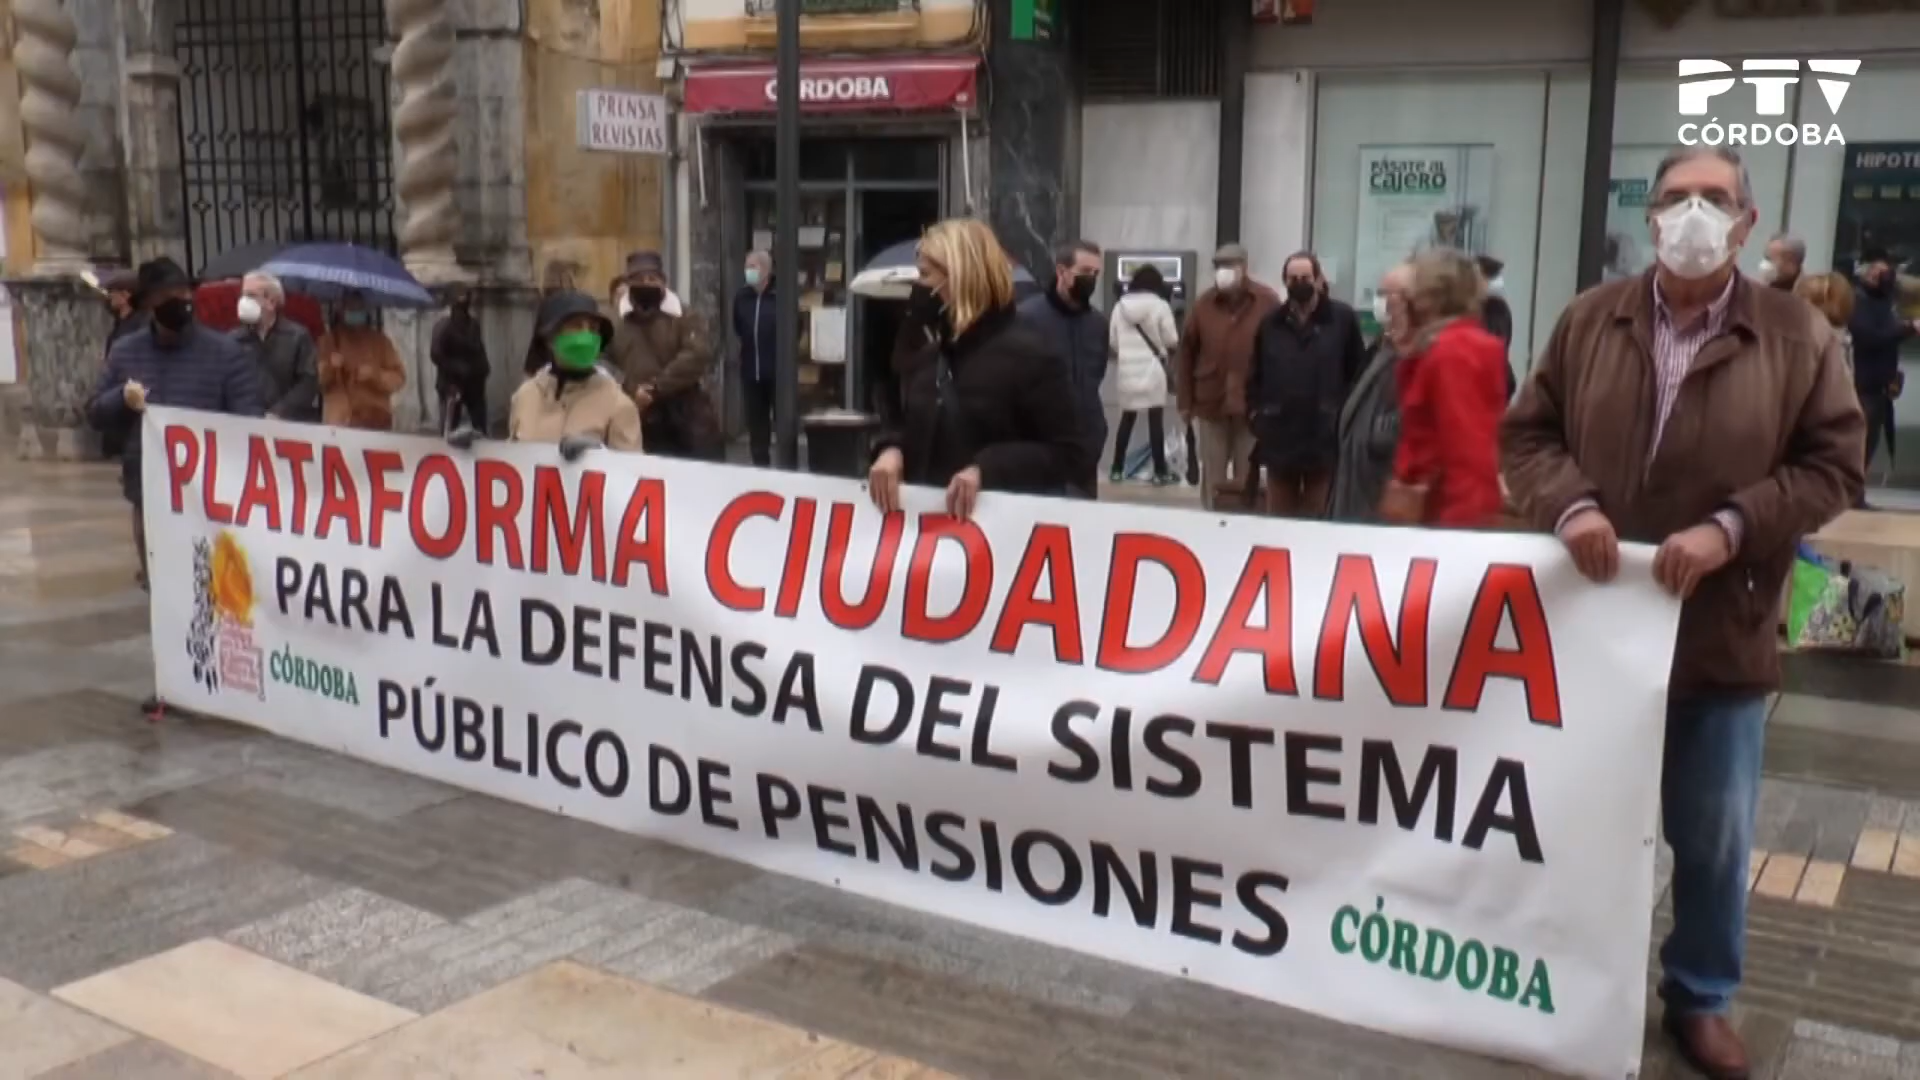 PTV
CÓRDOBA
CÓRDOBA
PRENSA
REVISTAS
PÁSATE AL
CAJERO
HIPOTE
PLATAFORMA CIUDADANA
PARA LA DEFENSA DEL SISTEMA
PÚBLICO DE PENSIONES
CÓRDOBA
CÓRDOBA